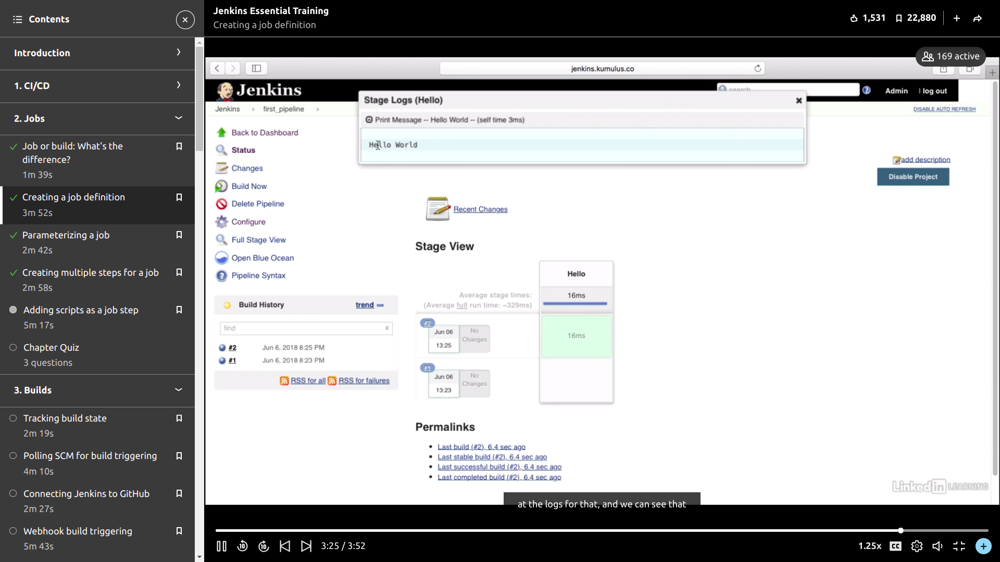 Contents
Introduction
1. CI/CD
2. Jobs
Job or build: What's the
difference?
1m 39s
Creating a job definition
3m 52s
Parameterizing a job
2m 42s
Creating multiple steps for a job
2m 58s
Adding scripts as a job step
5m 17s
Chapter Quiz
3 questions
3. Builds
Tracking build state
2m 19s
Polling SCM for build triggering
4m 10s
Connecting Jenkins to GitHub
2m 27s
Webhook build triggering
5m 43s
Jenkins Essential Training
Creating a job definition
1,531
22,880
169 active
jenkins.kumulus.co
Jenkins
search
Admin
log out
Jenkins
first_pipeline
DISABLE AUTO REFRESH
Stage Logs (Hello)
Print Message -- Hello World -- (self time 3ms)
Hello World
Back to Dashboard
Status
Changes
Build Now
Delete Pipeline
Configure
Full Stage View
Open Blue Ocean
Pipeline Syntax
add description
Disable Project
Recent Changes
Stage View
Hello
Average stage times:
(Average full run time: ~329ms)
16ms
#2
Jun 06
13:25
No
Changes
16ms
#1
Jun 06
13:23
No
Changes
Build History
trend
find
x
#2 Jun 6, 2018 8:25 PM
#1 Jun 6, 2018 8:23 PM
RSS for all
RSS for failures
Permalinks
Last build (#2), 6.4 sec ago
Last stable build (#2), 6.4 sec ago
Last successful build (#2), 6.4 sec ago
Last completed build (#2), 6.4 sec ago
LinkedIn LEARNING
at the logs for that, and we can see that
10
10
3:25 / 3:52
1.25x
CC